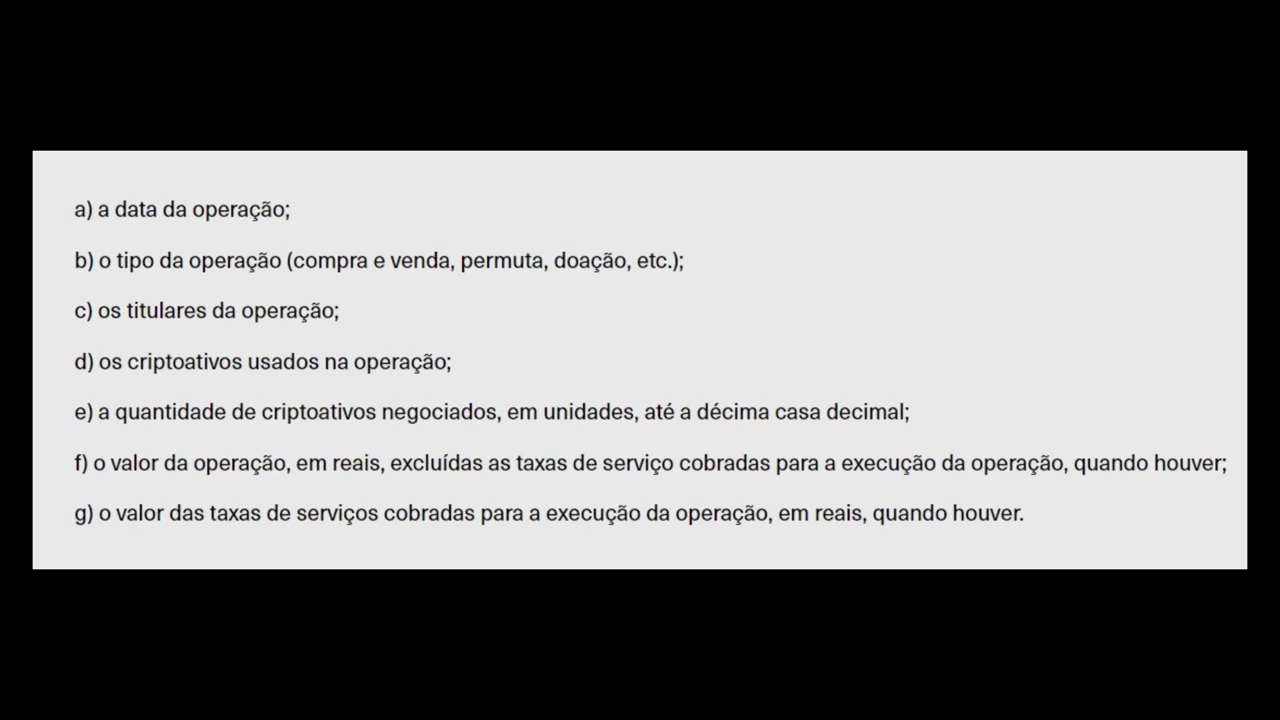 a) a data da operação;
b) o tipo da operação (compra e venda, permuta, doação, etc.);
c) os titulares da operação;
d) os criptoativos usados na operação;
e) a quantidade de criptoativos negociados, em unidades, até a décima casa decimal;
f) o valor da operação, em reais, excluídas as taxas de serviço cobradas para a execução da operação, quando houver;
g) o valor das taxas de serviços cobradas para a execução da operação, em reais, quando houver.